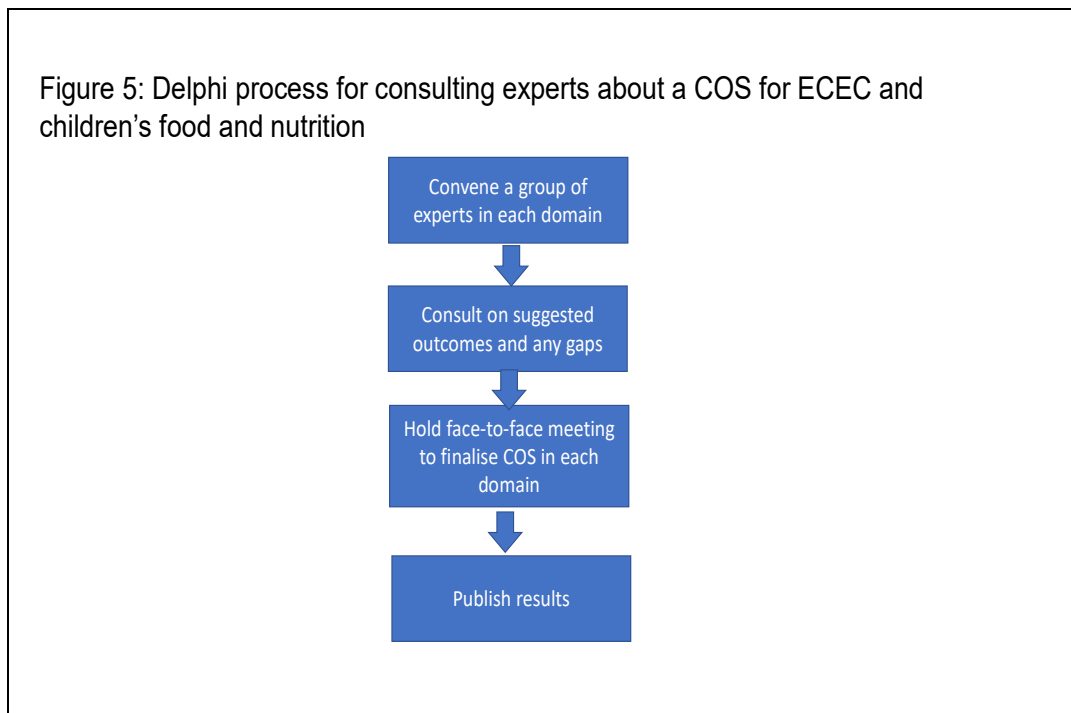 Figure 5: Delphi process for consulting experts about a COS for ECEC and
children’s food and nutrition
Convene a group of
experts in each domain
Consult on suggested
outcomes and any gaps
Hold face-to-face meeting
to finalise COS in each
domain
Publish results